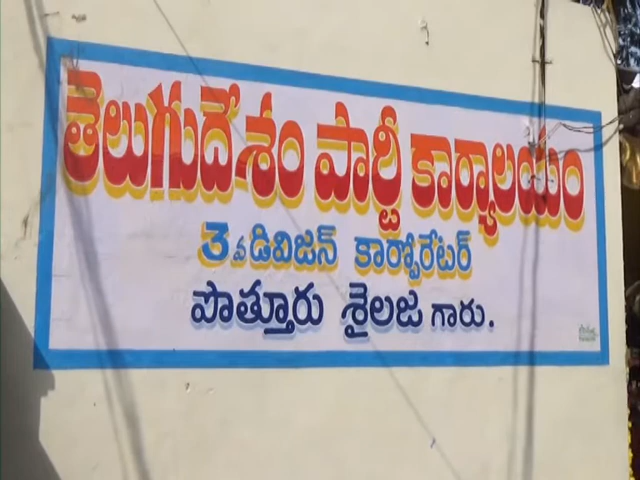 తెలుగుదేశం పార్టీ కార్యాలయం
3వ డివిజన్ కార్పోరేటర్
పొత్తూరు శైలజ గారు.